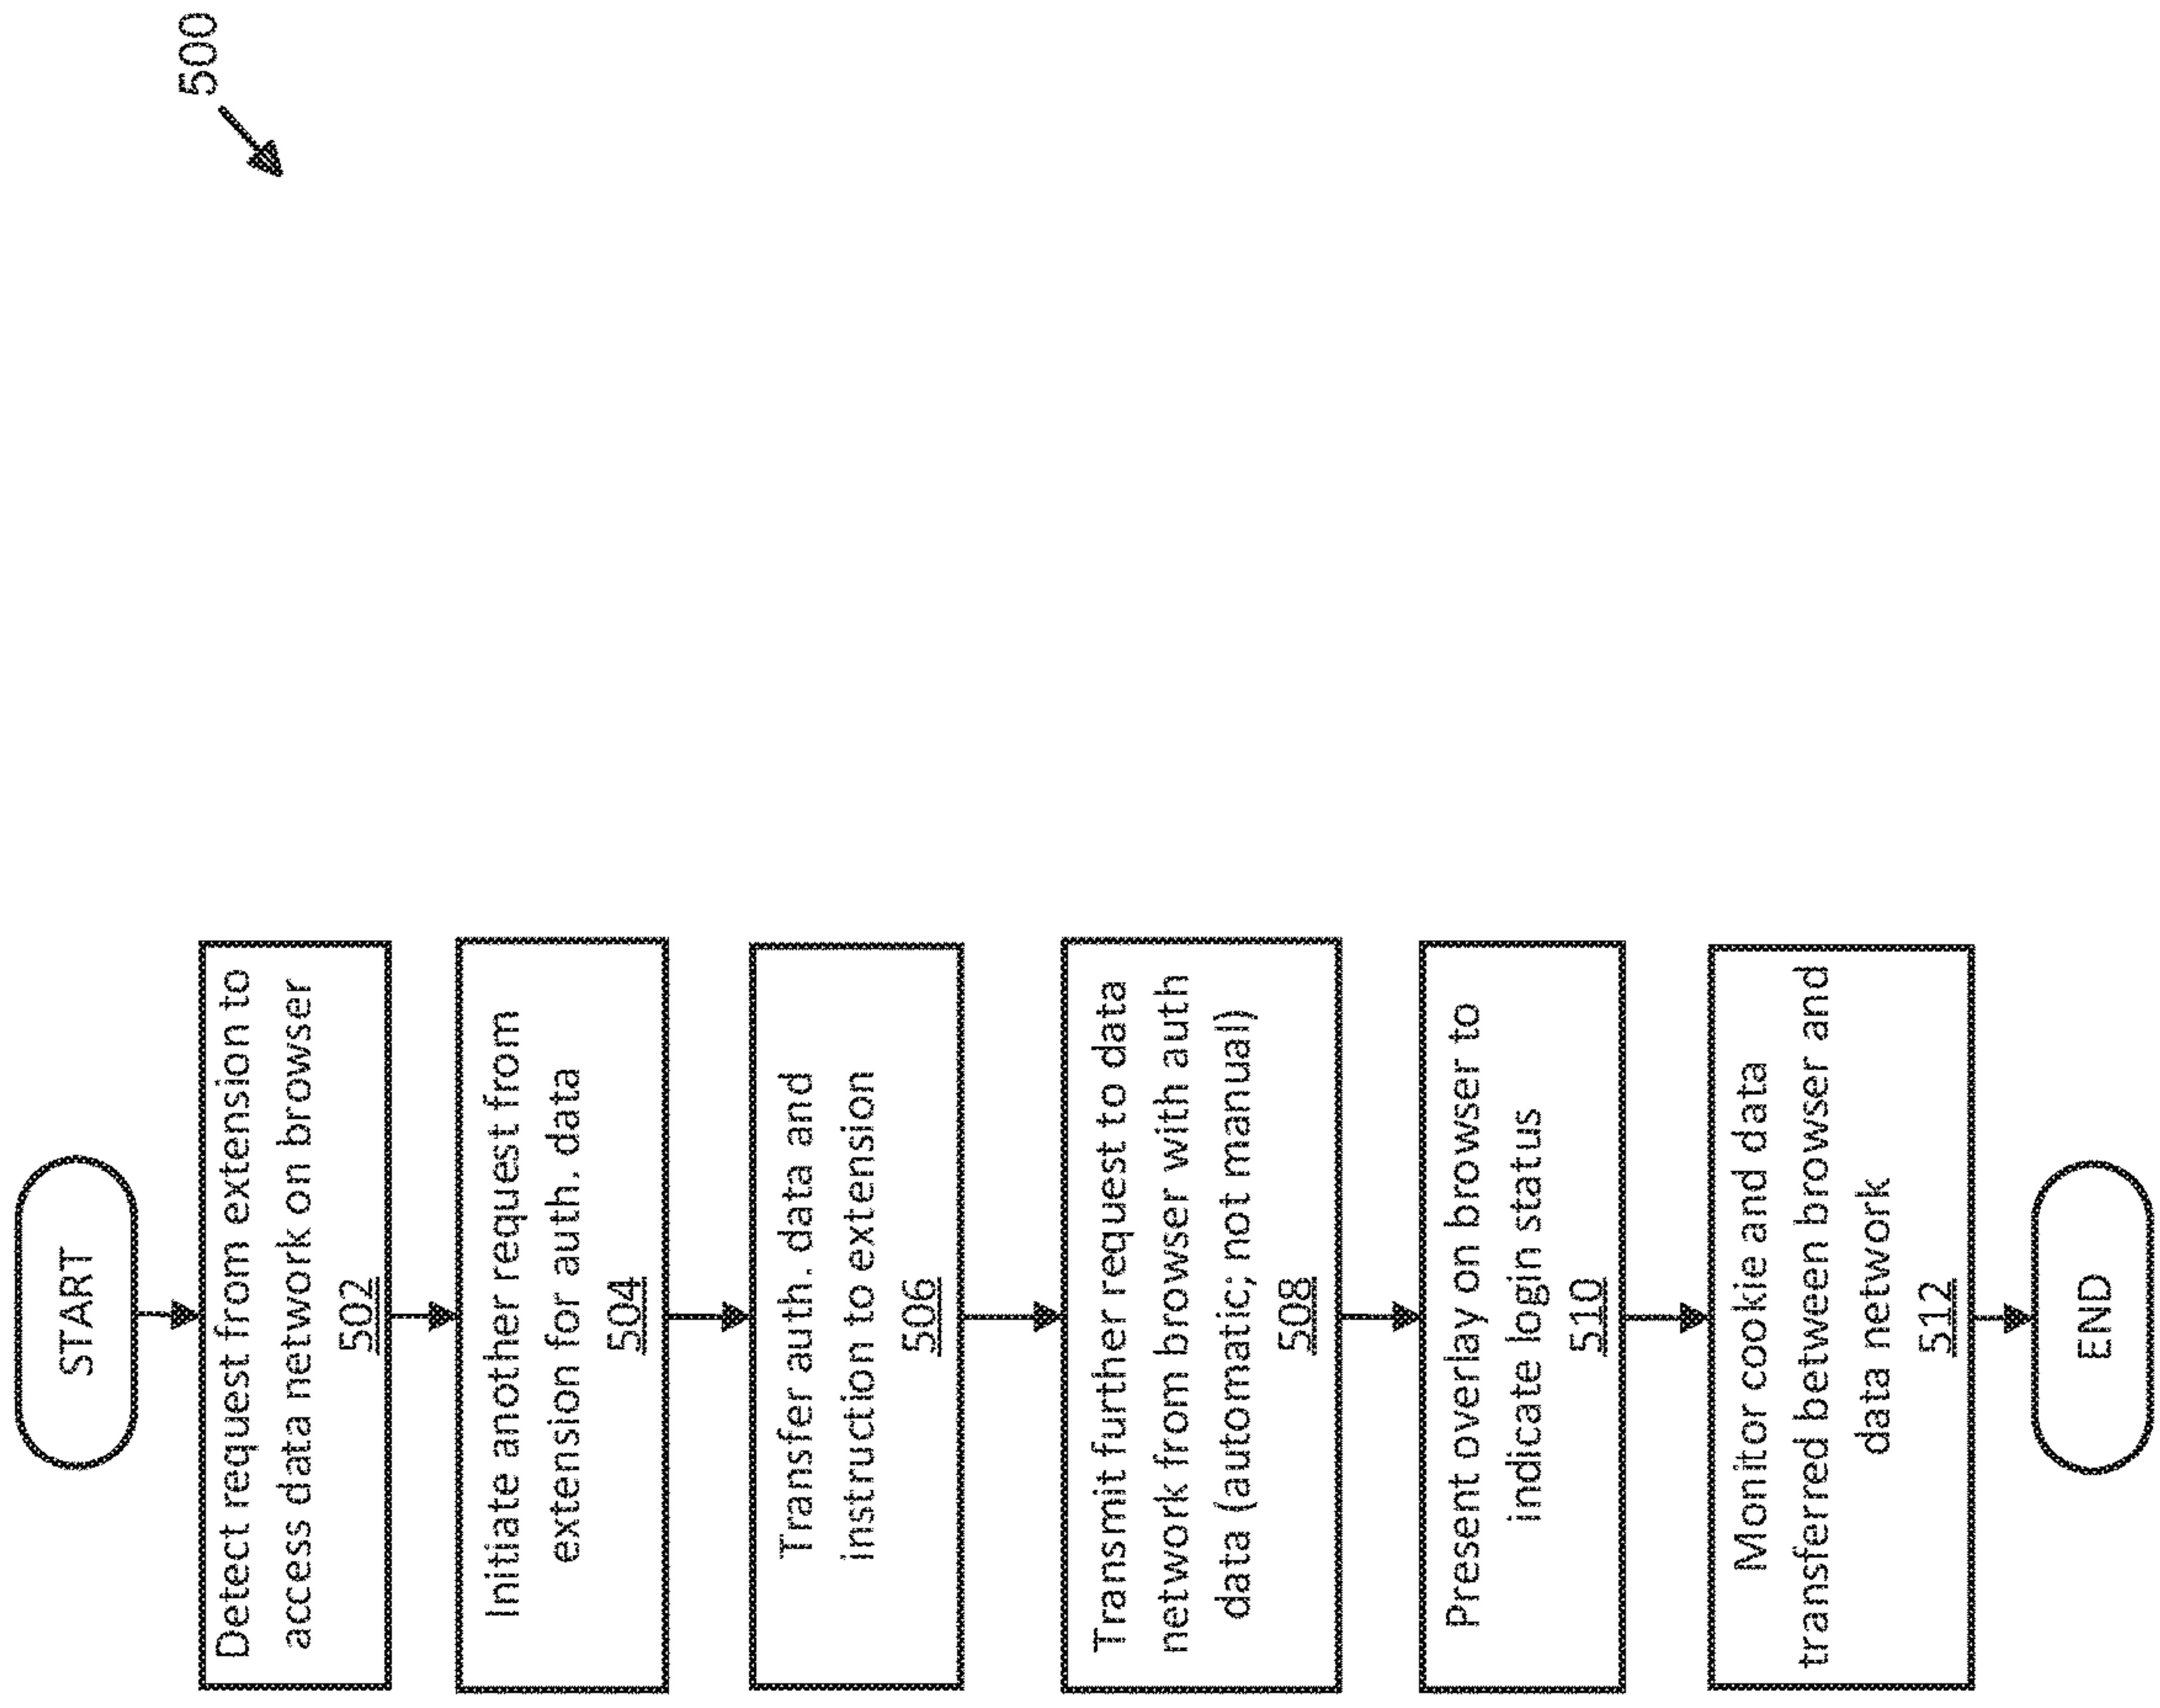 500
START
Detect request from extension to
access data network on browser
502
Initiate another request from
extension for auth. data
504
Transfer auth. data and
instruction to extension
506
Transmit further request to data
network from browser with auth
data (automatic; not manual)
508
Present overlay on browser to
indicate login status
510
Monitor cookie and data
transferred between browser and
data network
512
END